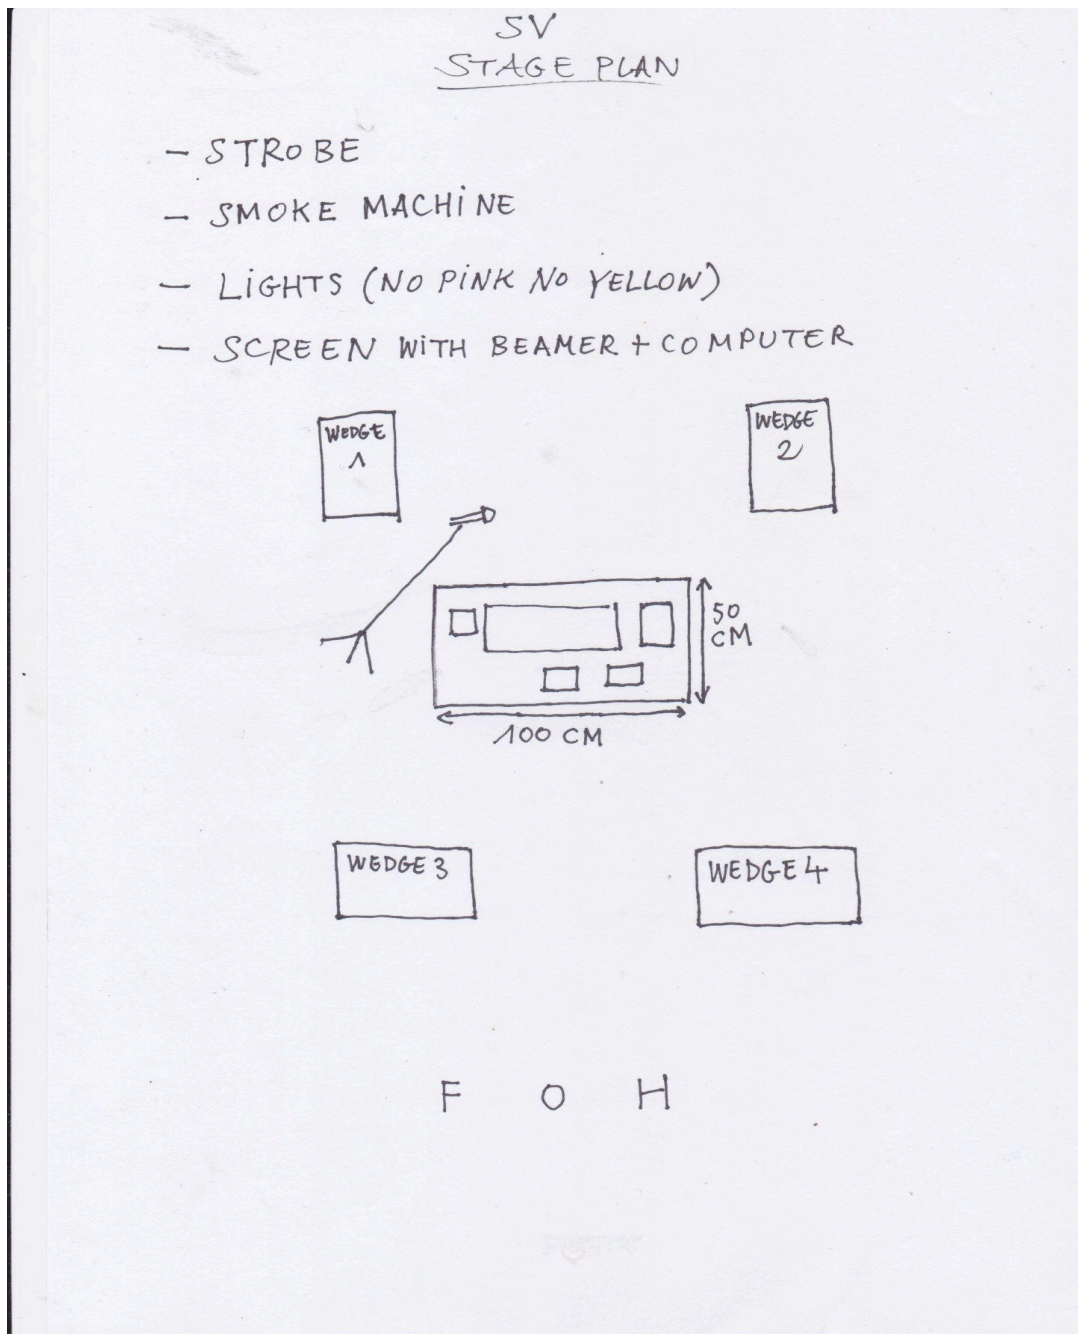 SV
STAGE PLAN
- STROBE
- SMOKE MACHINE
- LIGHTS (NO PINK NO YELLOW)
- SCREEN WITH BEAMER + COMPUTER
WEDGE
1
WEDGE
2
50
CM
100 CM
WEDGE 3
WEDGE 4
F O H